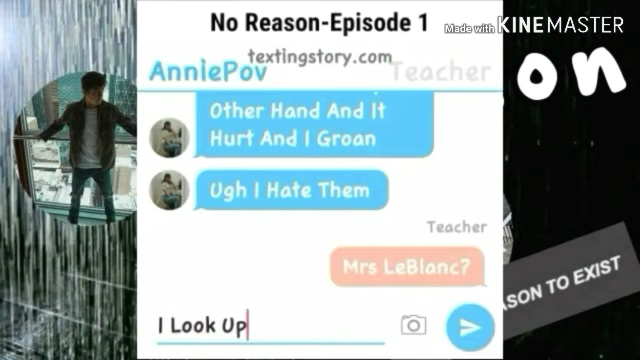 No Reason-Episode 1
Made with KINEMASTER
textingstory.com
AnniePov
Teacher
on
Other Hand And It
Hurt And I Groan
Ugh I Hate Them
Teacher
Mrs LeBlanc?
TO EXIST
I Look Up